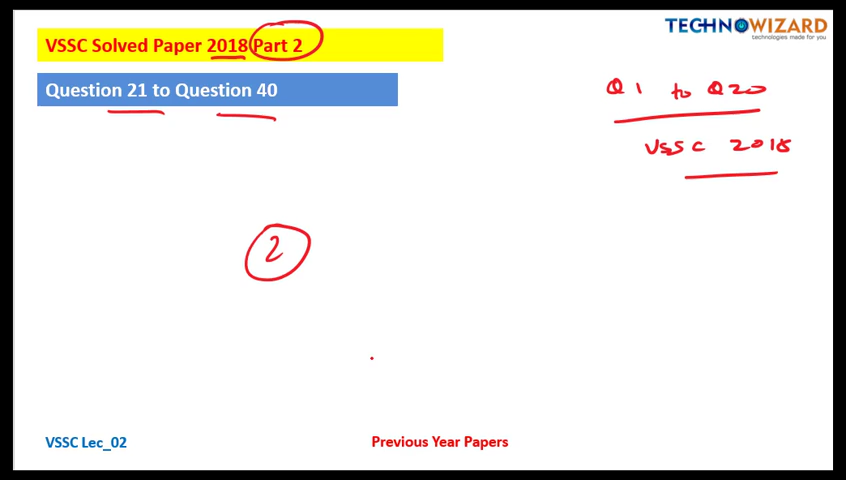 TECHNOWIZARD
technologies made for you
VSSC Solved Paper 2018 Part 2
Question 21 to Question 40
Q1 to Q20
VSSC 2018
2
VSSC Lec_02
Previous Year Papers